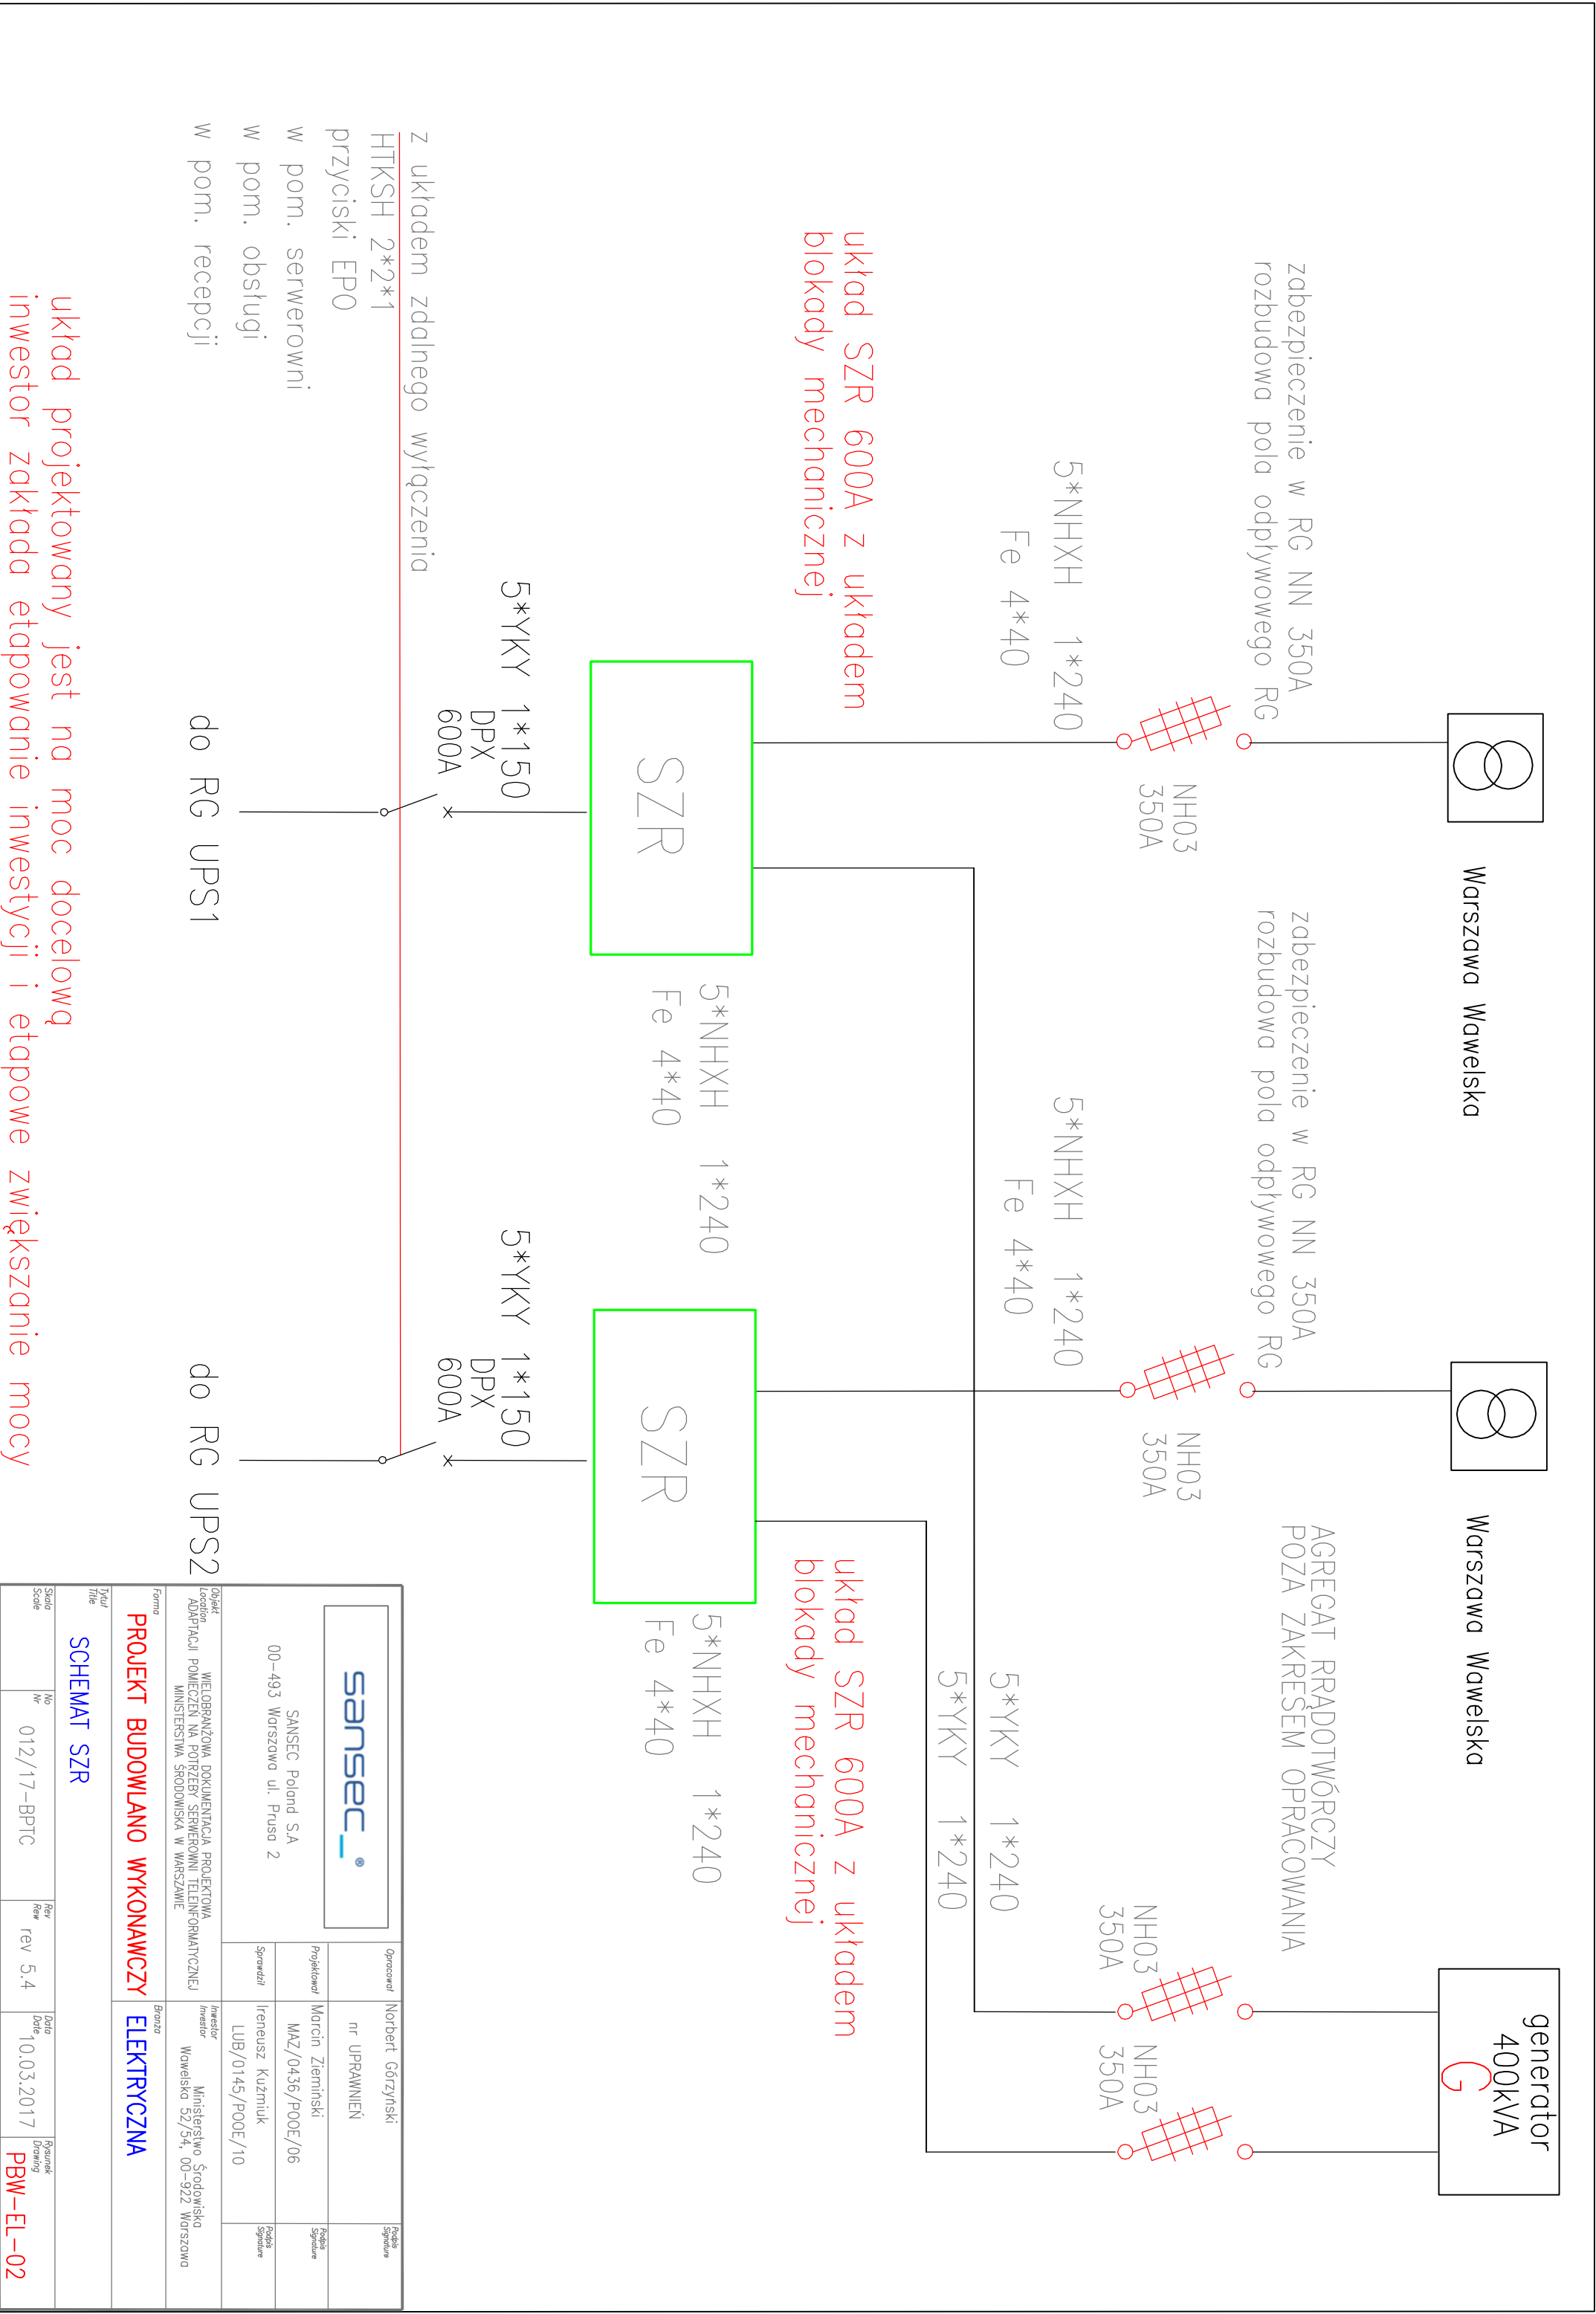 Warszawa Wawelska
Warszawa Wawelska
generator
400kVA
G
zabezpieczenie w RG NN 350A
rozbudowa pola odpływowego RG
zabezpieczenie w RG NN 350A
rozbudowa pola odpływowego RG
AGREGAT RRĄDOTWÓRCZY
POZA ZAKRESEM OPRACOWANIA
NH03
350A
NH03
350A
NH03
350A
NH03
350A
5*NHXH 1*240
Fe 4*40
5*NHXH 1*240
Fe 4*40
5*YKY 1*240
5*YKY 1*240
układ SZR 600A z układem
blokady mechanicznej
układ SZR 600A z układem
blokady mechanicznej
SZR
5*NHXH 1*240
Fe 4*40
SZR
5*NHXH 1*240
Fe 4*40
5*YKY 1*150
DPX
600A
5*YKY 1*150
DPX
600A
z układem zdalnego wyłączenia
HTKSH 2*2*1
przyciski EPO
w pom. serwerowni
w pom. obsługi
w pom. recepcji
do RG UPS1
do RG UPS2
układ projektowany jest na moc docelową
inwestor zakłada etapowanie inwestycji i etapowe zwiększanie mocy
sansec_®
SANSEC Poland S.A
00-493 Warszawa ul. Prusa 2
Opracował
Norbert Górzyński
nr UPRAWNIEŃ
Podpis
Signature
Projektował
Marcin Ziemiński
MAZ/0436/POOE/06
Podpis
Signature
Sprawdził
Ireneusz Kuźmiuk
LUB/0145/POOE/10
Podpis
Signature
Objękt
Location
WIELOBRANŻOWA DOKUMENTACJA PROJEKTOWA
ADAPTACJI POMIECZEŃ NA POTRZEBY SERWEROWNI TELEINFORMATYCZNEJ
MINISTERSTWA ŚRODOWISKA W WARSZAWIE
Inwestor
Investor
Ministerstwo Środowiska
Wawelska 52/54, 00-922 Warszawa
Forma
PROJEKT BUDOWLANO WYKONAWCZY
Branża
ELEKTRYCZNA
Tytuł
Title
SCHEMAT SZR
Skala
Scale
No
Nr
012/17-BPTC
Rev
Rew
rev 5.4
Data
Date
10.03.2017
Rysunek
Drawing
PBW-EL-02